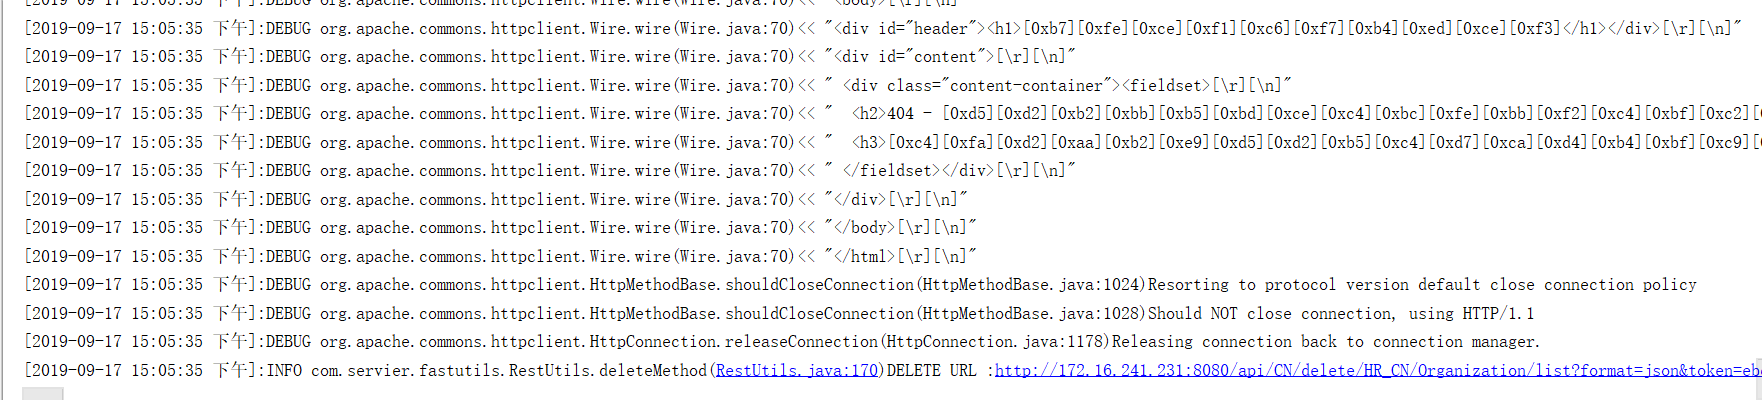 <body>[\r][\n]"
[2019-09-17 15:05:35 下午]:DEBUG org.apache.commons.httpclient.Wire.wire(Wire.java:70)<< "<div id="header"><h1>[0xb7][0xfe][0xce][0xf1][0xc6][0xf7][0xb4][0xed][0xce][0xf3]</h1></div>[\r][\n]"
[2019-09-17 15:05:35 下午]:DEBUG org.apache.commons.httpclient.Wire.wire(Wire.java:70)<< "<div id="content">[\r][\n]"
[2019-09-17 15:05:35 下午]:DEBUG org.apache.commons.httpclient.Wire.wire(Wire.java:70)<< " <div class="content-container"><fieldset>[\r][\n]"
[2019-09-17 15:05:35 下午]:DEBUG org.apache.commons.httpclient.Wire.wire(Wire.java:70)<< "  <h2>404 - [0xd5][0xd2][0xb2][0xbb][0xb5][0xbd][0xce][0xc4][0xbc][0xfe][0xbb][0xf2][0xc4][0xbf][0xc2][
[2019-09-17 15:05:35 下午]:DEBUG org.apache.commons.httpclient.Wire.wire(Wire.java:70)<< "  <h3>[0xc4][0xfa][0xd2][0xaa][0xb2][0xe9][0xd5][0xd2][0xb5][0xc4][0xd7][0xca][0xd4][0xb4][0xbf][0xc9][
[2019-09-17 15:05:35 下午]:DEBUG org.apache.commons.httpclient.Wire.wire(Wire.java:70)<< " </fieldset></div>[\r][\n]"
[2019-09-17 15:05:35 下午]:DEBUG org.apache.commons.httpclient.Wire.wire(Wire.java:70)<< "</div>[\r][\n]"
[2019-09-17 15:05:35 下午]:DEBUG org.apache.commons.httpclient.Wire.wire(Wire.java:70)<< "</body>[\r][\n]"
[2019-09-17 15:05:35 下午]:DEBUG org.apache.commons.httpclient.Wire.wire(Wire.java:70)<< "</html>[\r][\n]"
[2019-09-17 15:05:35 下午]:DEBUG org.apache.commons.httpclient.HttpMethodBase.shouldCloseConnection(HttpMethodBase.java:1024)Resorting to protocol version default close connection policy
[2019-09-17 15:05:35 下午]:DEBUG org.apache.commons.httpclient.HttpMethodBase.shouldCloseConnection(HttpMethodBase.java:1028)Should NOT close connection, using HTTP/1.1
[2019-09-17 15:05:35 下午]:DEBUG org.apache.commons.httpclient.HttpConnection.releaseConnection(HttpConnection.java:1178)Releasing connection back to connection manager.
[2019-09-17 15:05:35 下午]:INFO com.servier.fastutils.RestUtils.deleteMethod(RestUtils.java:170)DELETE URL :http://172.16.241.231:8080/api/CN/delete/HR_CN/Organization/list?format=json&token=eb